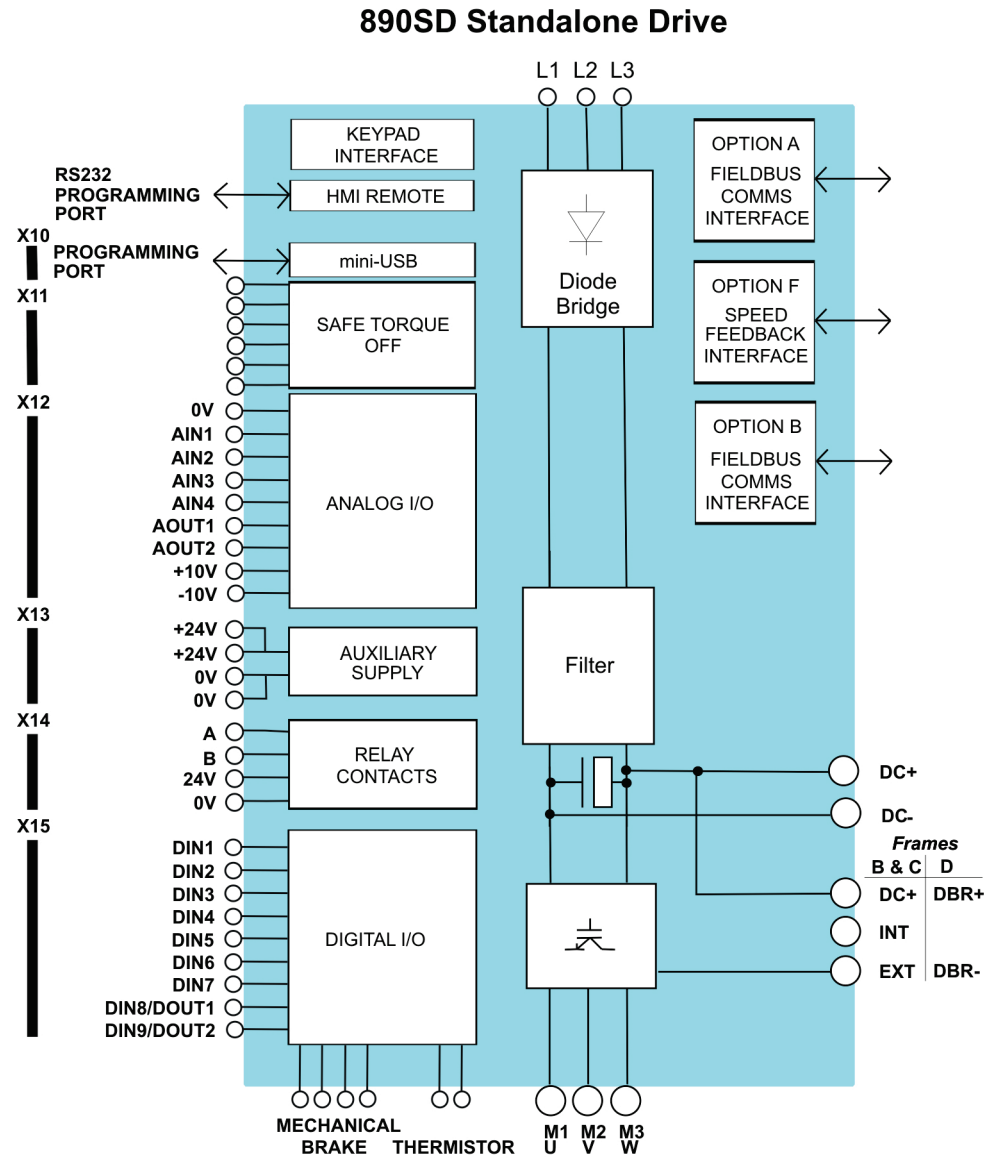 890SD Standalone Drive
L1 L2 L3
KEYPAD
INTERFACE
RS232
PROGRAMMING
PORT
HMI REMOTE
X10
PROGRAMMING
PORT
mini-USB
X11
SAFE TORQUE
OFF
X12
0V
AIN1
AIN2
AIN3
AIN4
AOUT1
AOUT2
+10V
-10V
ANALOG I/O
X13
+24V
+24V
0V
0V
AUXILIARY
SUPPLY
X14
A
B
24V
0V
RELAY
CONTACTS
X15
DIN1
DIN2
DIN3
DIN4
DIN5
DIN6
DIN7
DIN8/DOUT1
DIN9/DOUT2
DIGITAL I/O
MECHANICAL
BRAKE
THERMISTOR
Diode
Bridge
Filter
M1 M2 M3
U V W
OPTION A
FIELDBUS
COMMS
INTERFACE
OPTION F
SPEED
FEEDBACK
INTERFACE
OPTION B
FIELDBUS
COMMS
INTERFACE
DC+
DC-
Frames
B & C D
DC+ DBR+
INT
EXT DBR-